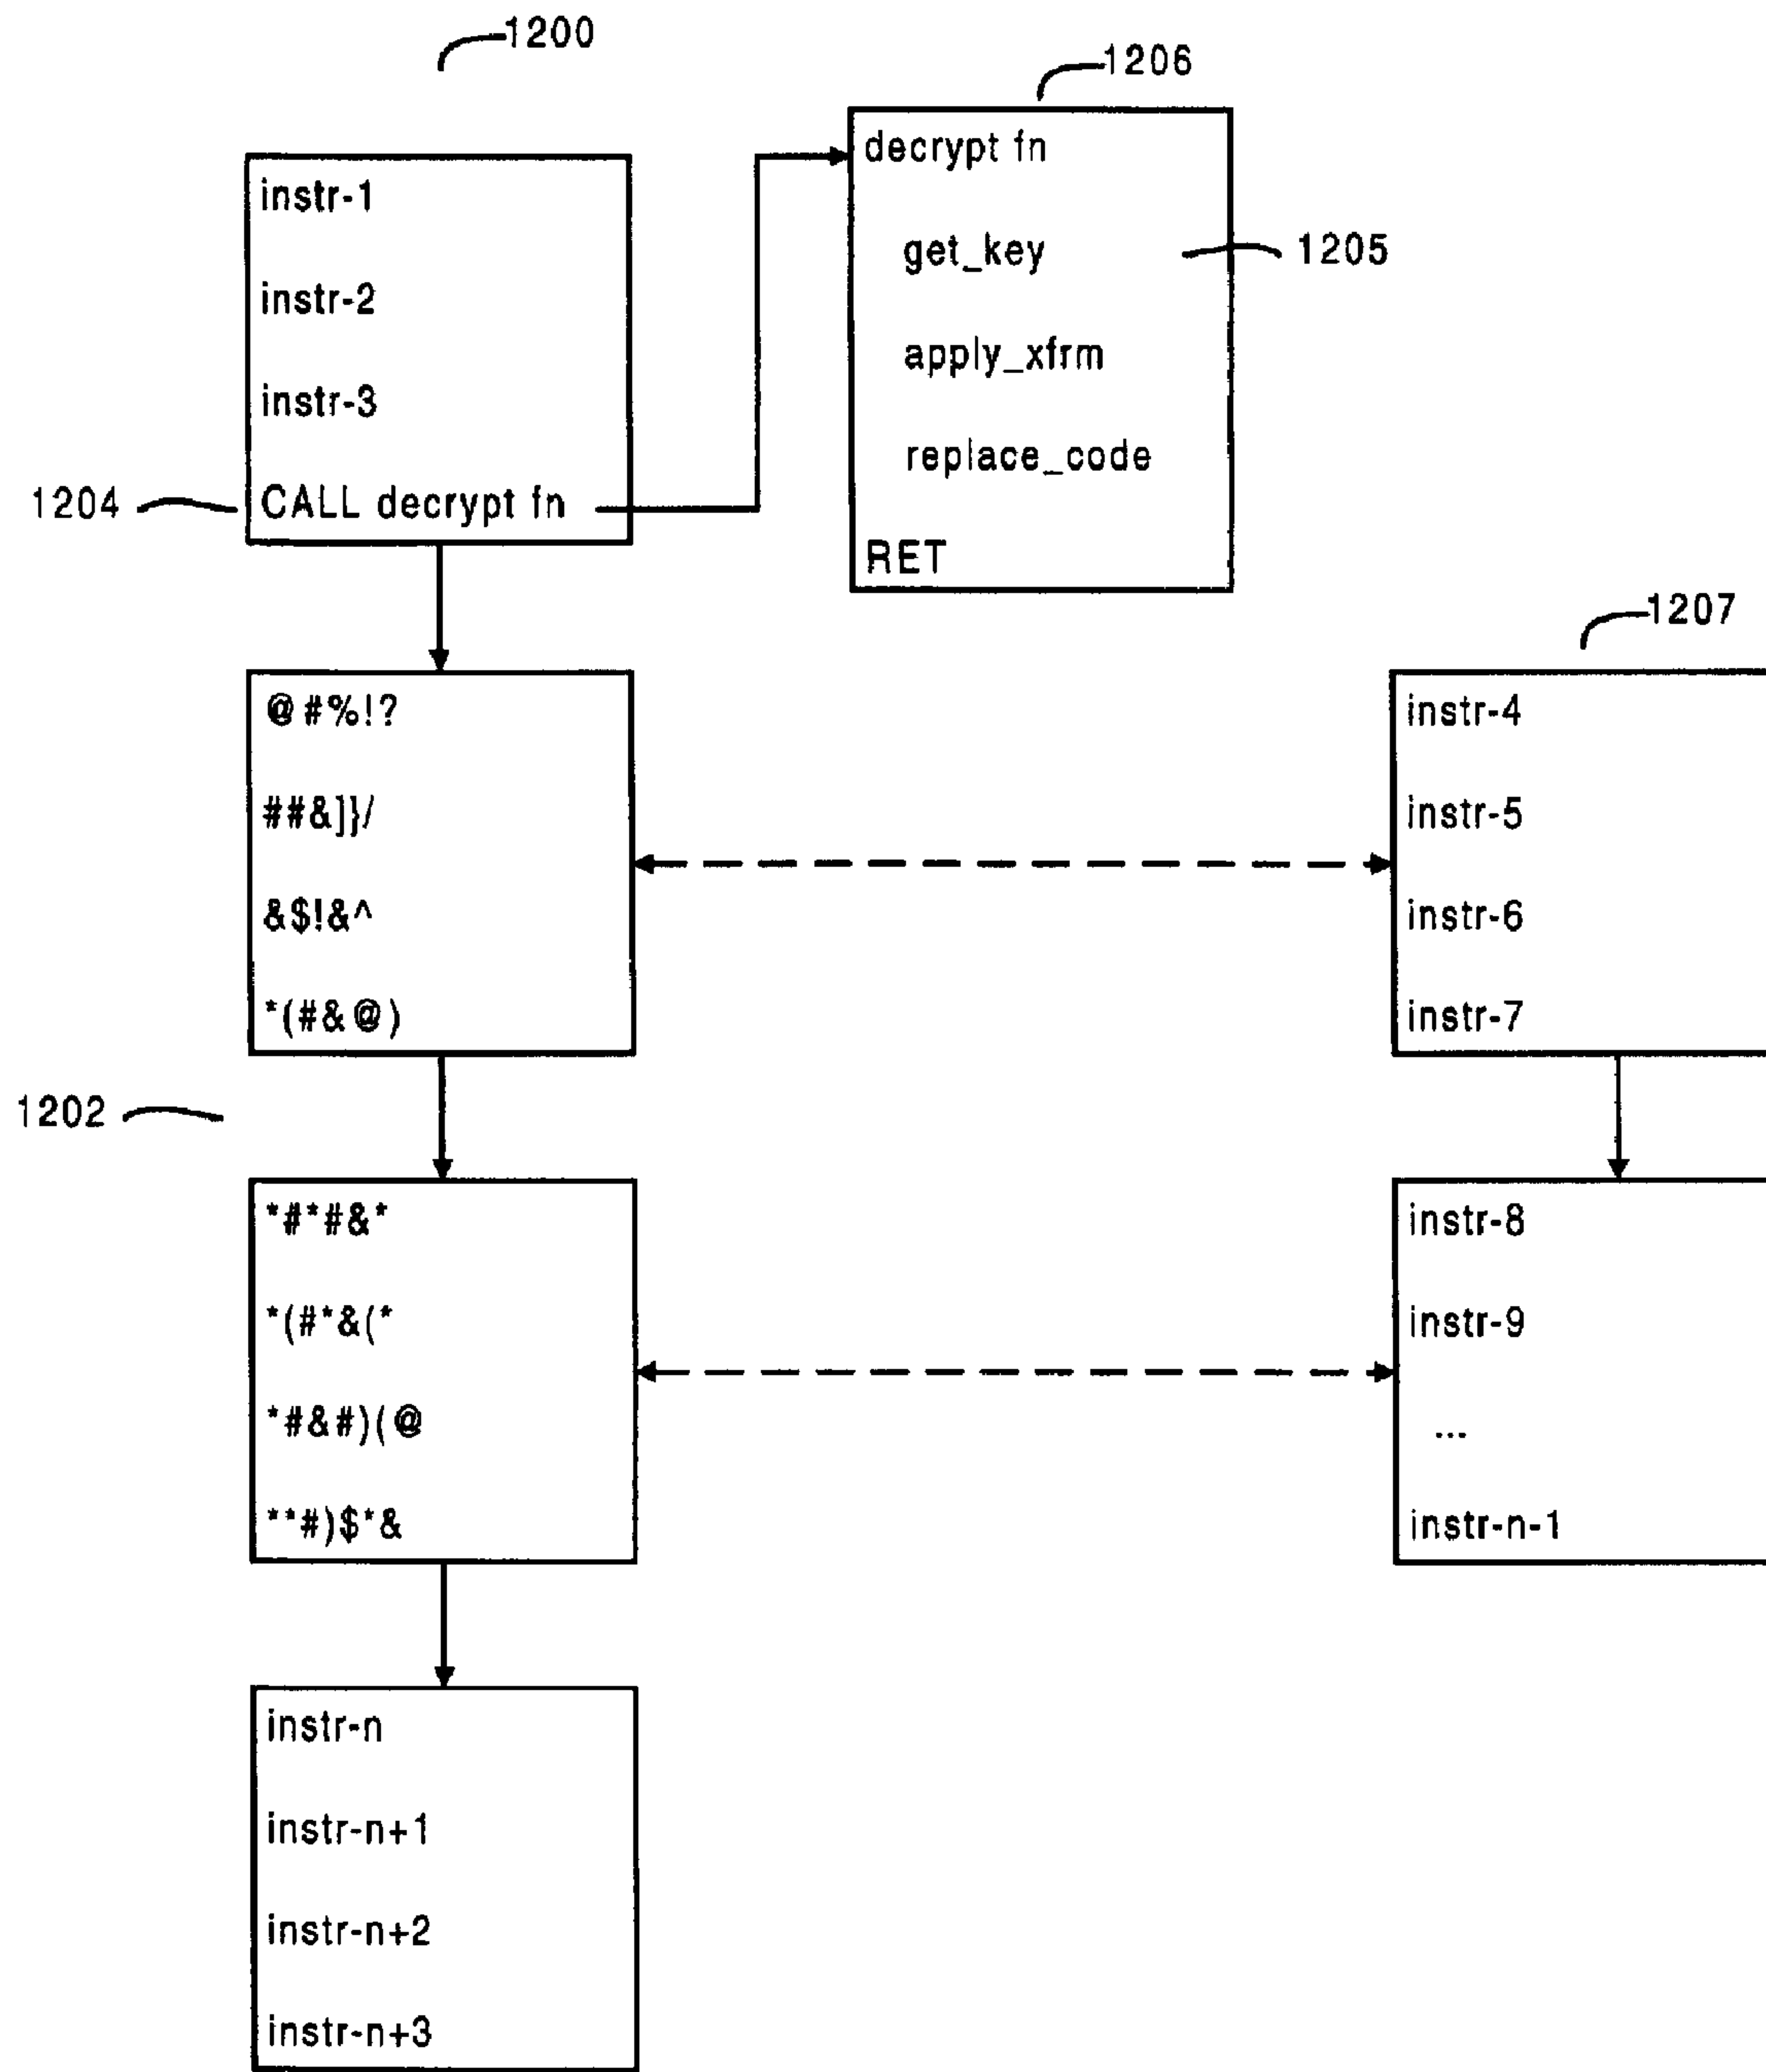 1200
1206
instr-1
instr-2
instr-3
1204
CALL decrypt fn
decrypt fn
get_key
1205
apply_xfrm
replace_code
RET
1207
@#%!?
##&]}/
&$!&^
*(#&@)
instr-4
instr-5
instr-6
instr-7
1202
*#*#&*
*(#*&(*
*#&#)(@
**#)$*&
instr-8
instr-9
...
instr-n-1
instr-n
instr-n+1
instr-n+2
instr-n+3